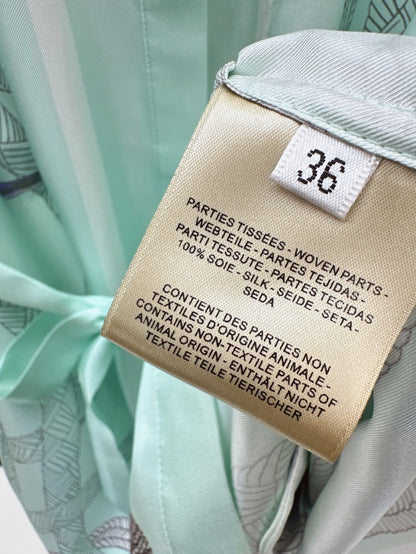 36
PARTIES TISSÉES - WOVEN PARTS -
WEBTEILE - PARTES TEJIDAS -
PARTI TESSUTE - PARTES TECIDAS
100% SOIE - SILK - SEIDE - SETA -
SEDA
CONTIENT DES PARTIES NON
TEXTILES D'ORIGINE ANIMALE -
CONTAINS NON-TEXTILE PARTS OF
ANIMAL ORIGIN - ENTHÄLT NICHT
TEXTILE TEILE TIERISCHER